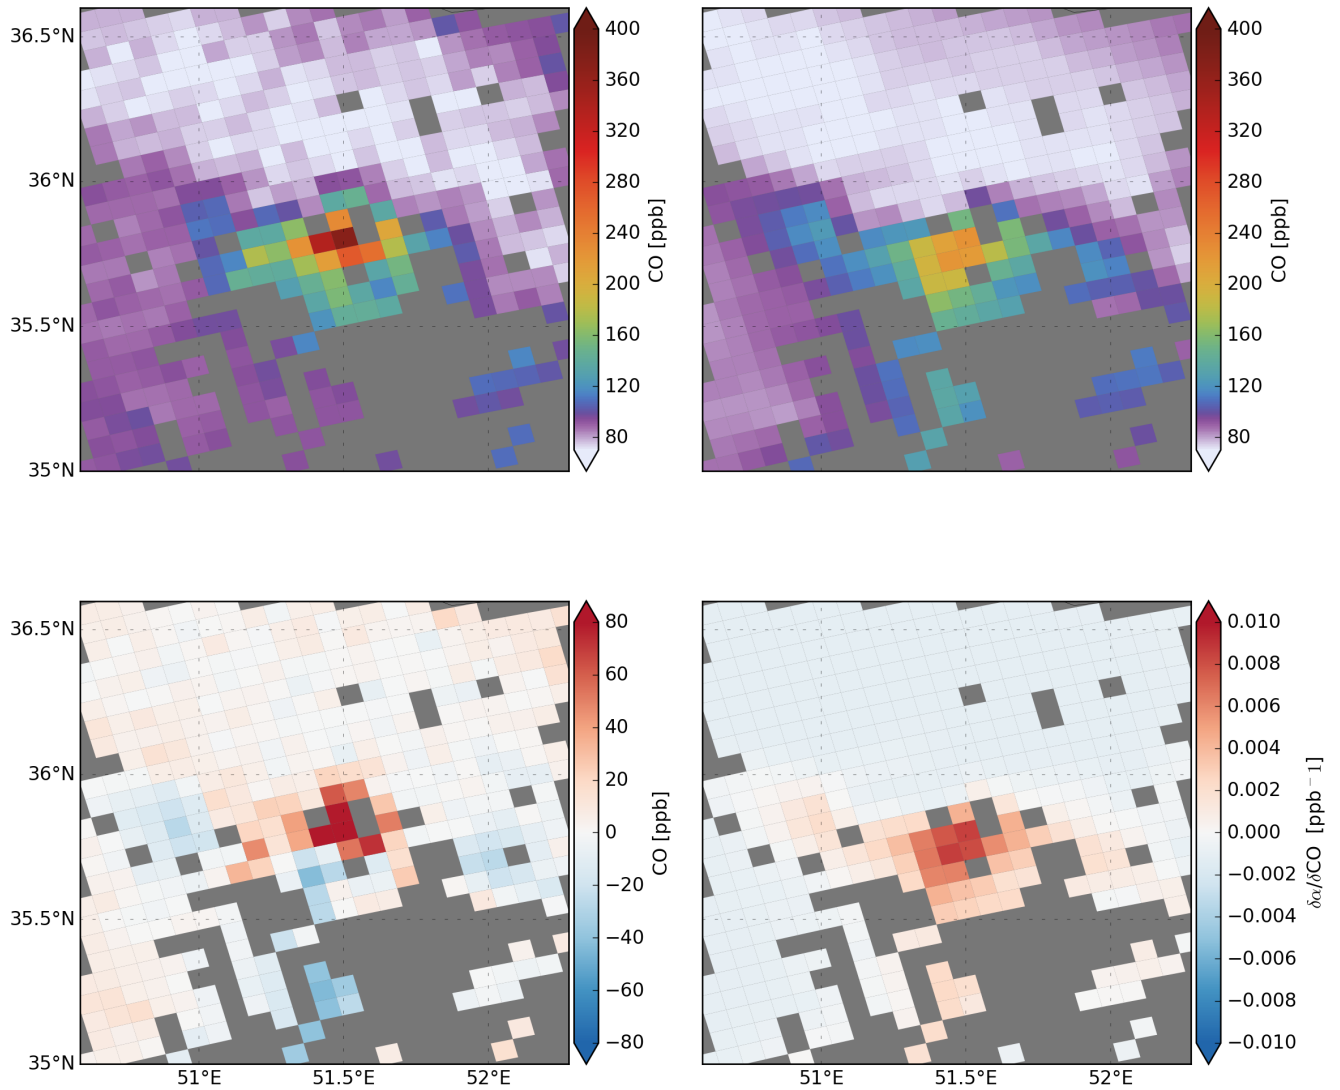 36.5°N
36°N
35.5°N
35°N
400
360
320
280
240
200
160
120
80
CO [ppb]
400
360
320
280
240
200
160
120
80
CO [ppb]
36.5°N
36°N
35.5°N
35°N
51°E
51.5°E
52°E
80
60
40
20
0
−20
−40
−60
−80
CO [ppb]
51°E
51.5°E
52°E
0.010
0.008
0.006
0.004
0.002
0.000
−0.002
−0.004
−0.006
−0.008
−0.010
δα/δCO [ppb⁻1]